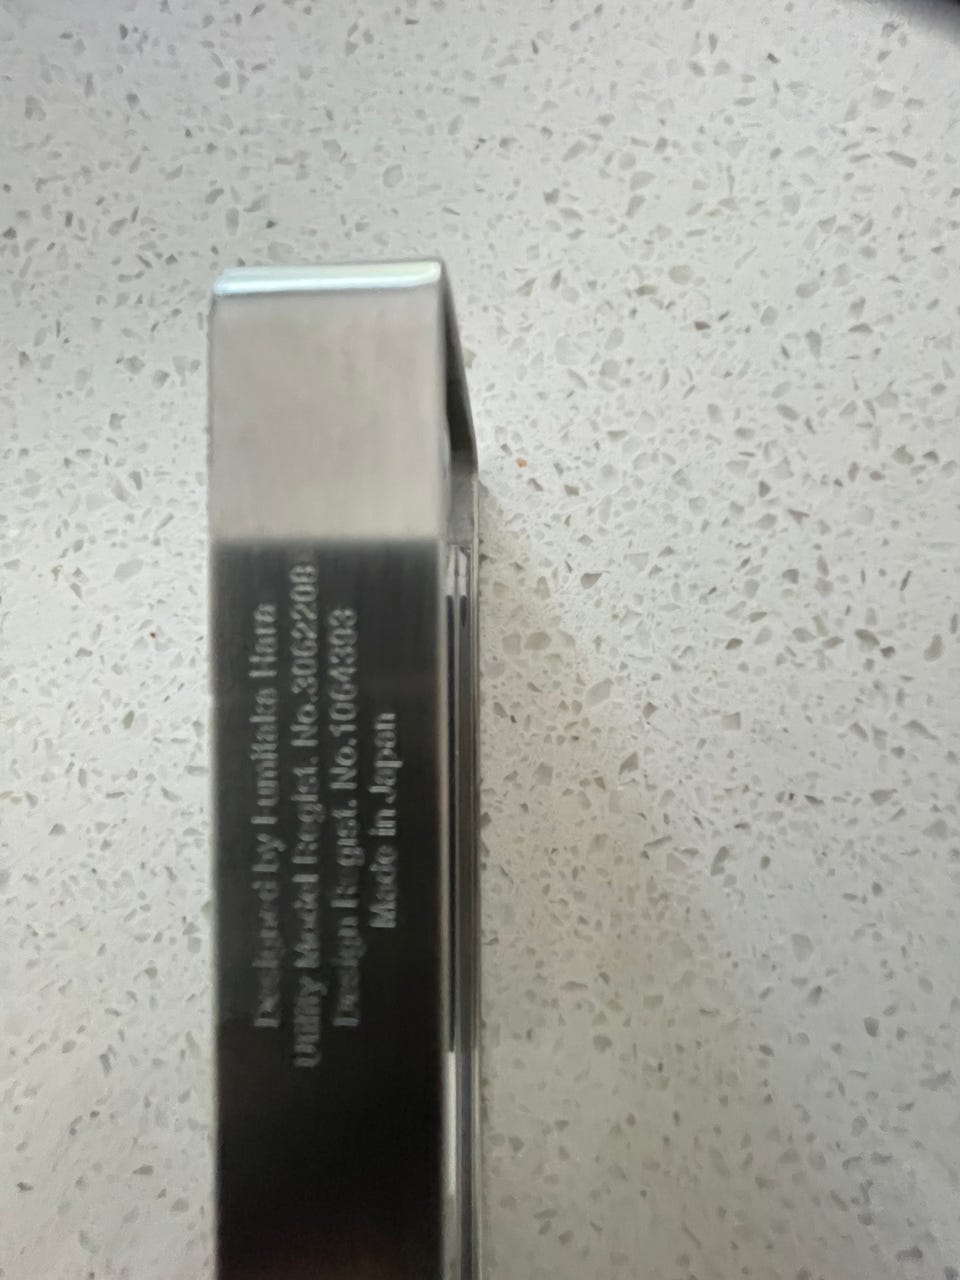 Designed by Fumitaka Hara
Utility Model Regist. No.3062208
Design Regist. No.1064393
Made in Japan